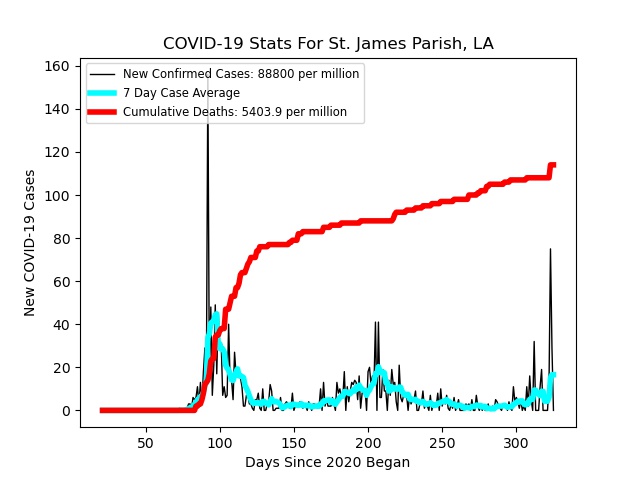 COVID-19 Stats For St. James Parish, LA
New Confirmed Cases: 88800 per million
7 Day Case Average
Cumulative Deaths: 5403.9 per million
New COVID-19 Cases
160
140
120
100
80
60
40
20
0
50 100 150 200 250 300
Days Since 2020 Began